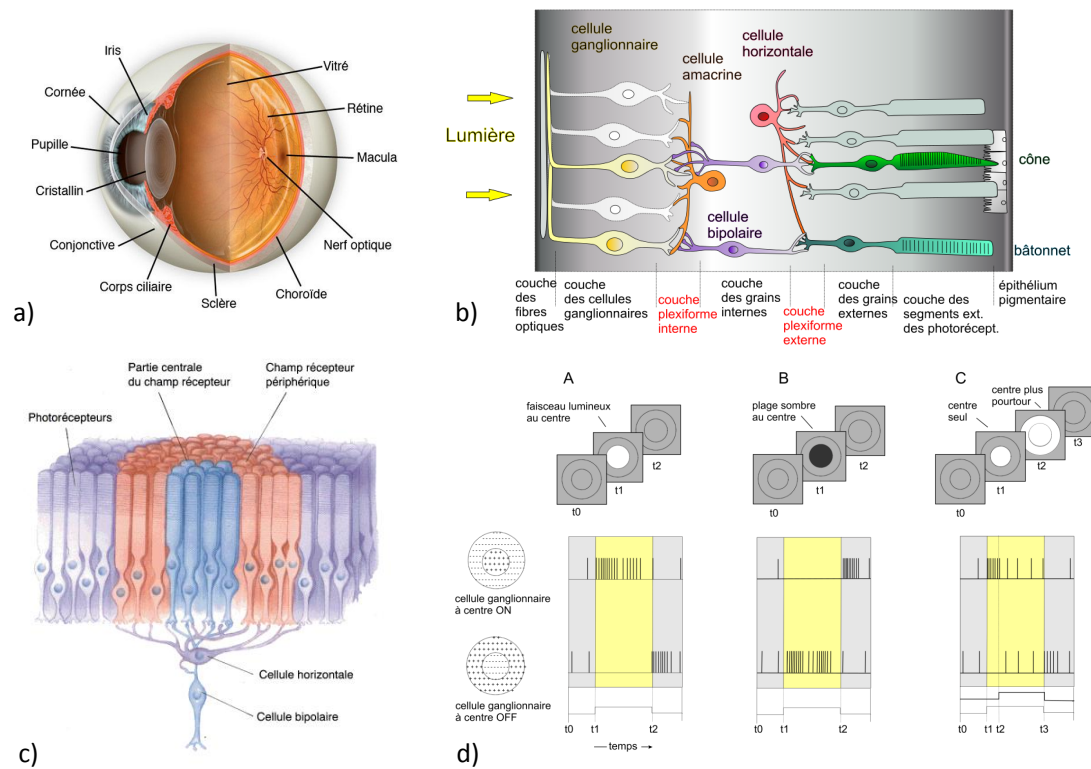 a)
Iris
Cornée
Pupille
Cristallin
Conjonctive
Corps ciliaire
Sclère
Vitré
Rétine
Macula
Nerf optique
Choroïde
b)
cellule
ganglionnaire
cellule
amacrine
cellule
horizontale
Lumière
cellule
bipolaire
cône
bâtonnet
couche
des
fibres
optiques
couche
des cellules
ganglionnaires
couche
plexiforme
interne
couche
des grains
internes
couche
plexiforme
externe
couche
des grains
externes
couche des
segments ext.
des photorécept.
épithélium
pigmentaire
c)
Partie centrale
du champ récepteur
Champ récepteur
périphérique
Photorécepteurs
Cellule horizontale
Cellule bipolaire
d)
A
faisceau lumineux
au centre
t0
t1
t2
B
plage sombre
au centre
t0
t1
t2
C
centre plus
pourtour
centre
seul
t0
t1
t2
t3
cellule ganglionnaire
à centre ON
cellule ganglionnaire
à centre OFF
t0 t1 t2
temps
t0 t1 t2
t0 t1 t2 t3